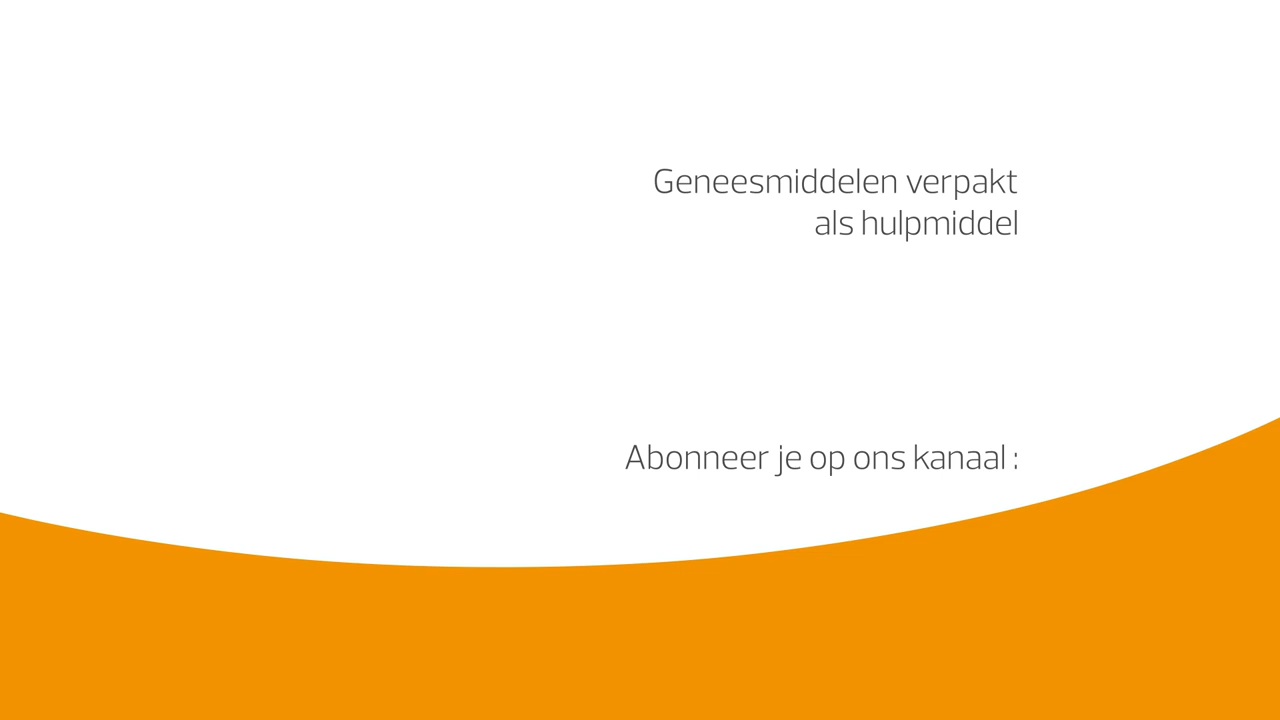 Geneesmiddelen verpakt
als hulpmiddel
Abonneer je op ons kanaal :